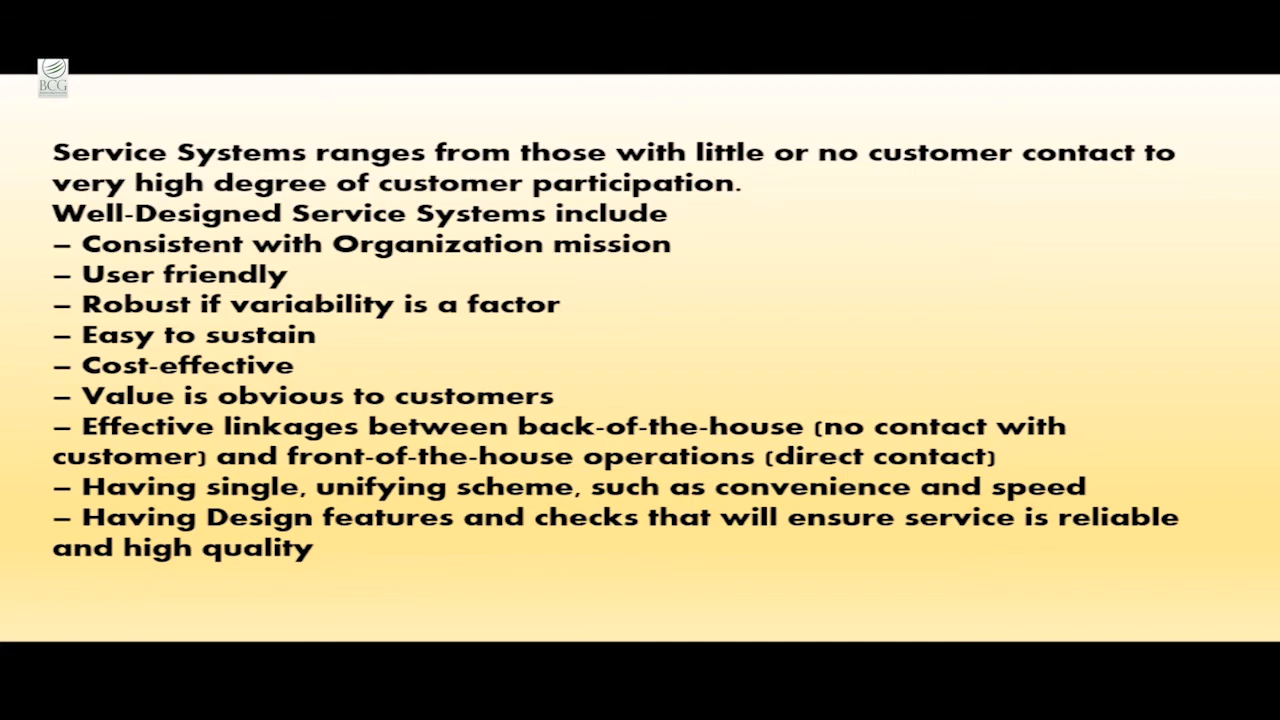 BCG
Service Systems ranges from those with little or no customer contact to
very high degree of customer participation.
Well-Designed Service Systems include
– Consistent with Organization mission
– User friendly
– Robust if variability is a factor
– Easy to sustain
– Cost-effective
– Value is obvious to customers
– Effective linkages between back-of-the-house (no contact with
customer) and front-of-the-house operations (direct contact)
– Having single, unifying scheme, such as convenience and speed
– Having Design features and checks that will ensure service is reliable
and high quality